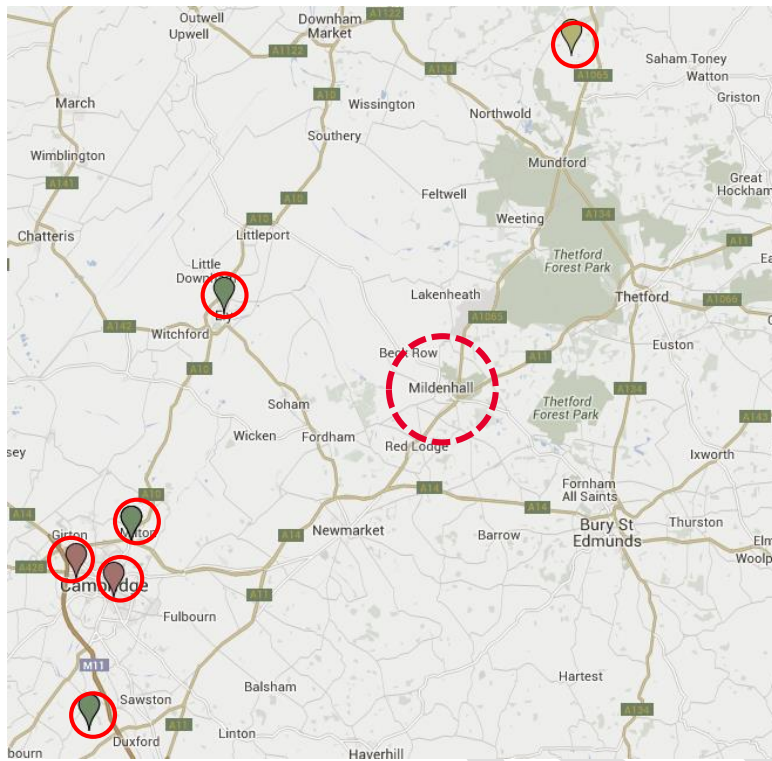 Outwell
Upwell
Downham
Market
A1122
A1122
A134
A10
Saham Toney
A1065
Watton
Griston
March
Wissington
Northwold
Southery
Wimblington
Mundford
Great
Hockham
A141
A10
Feltwell
Weeting
A134
Chatteris
Littleport
A11
Little
Thetford
Forest Park
Lakenheath
Thetford
A1066
A142
Witchford
A1065
Beck Row
A11
Euston
A10
Mildenhall
A134
Soham
Thetford
Forest Park
A143
Wicken
Fordham
Red Lodge
Ixworth
A14
Fornham
All Saints
A10
A14
A14
Girton
Milton
A14
Newmarket
Barrow
Bury St
Edmunds
Thurston
A428
Cambridge
A11
Fulbourn
M11
Hartest
Sawston
Balsham
A134
A11
Duxford
Linton
Haverhill